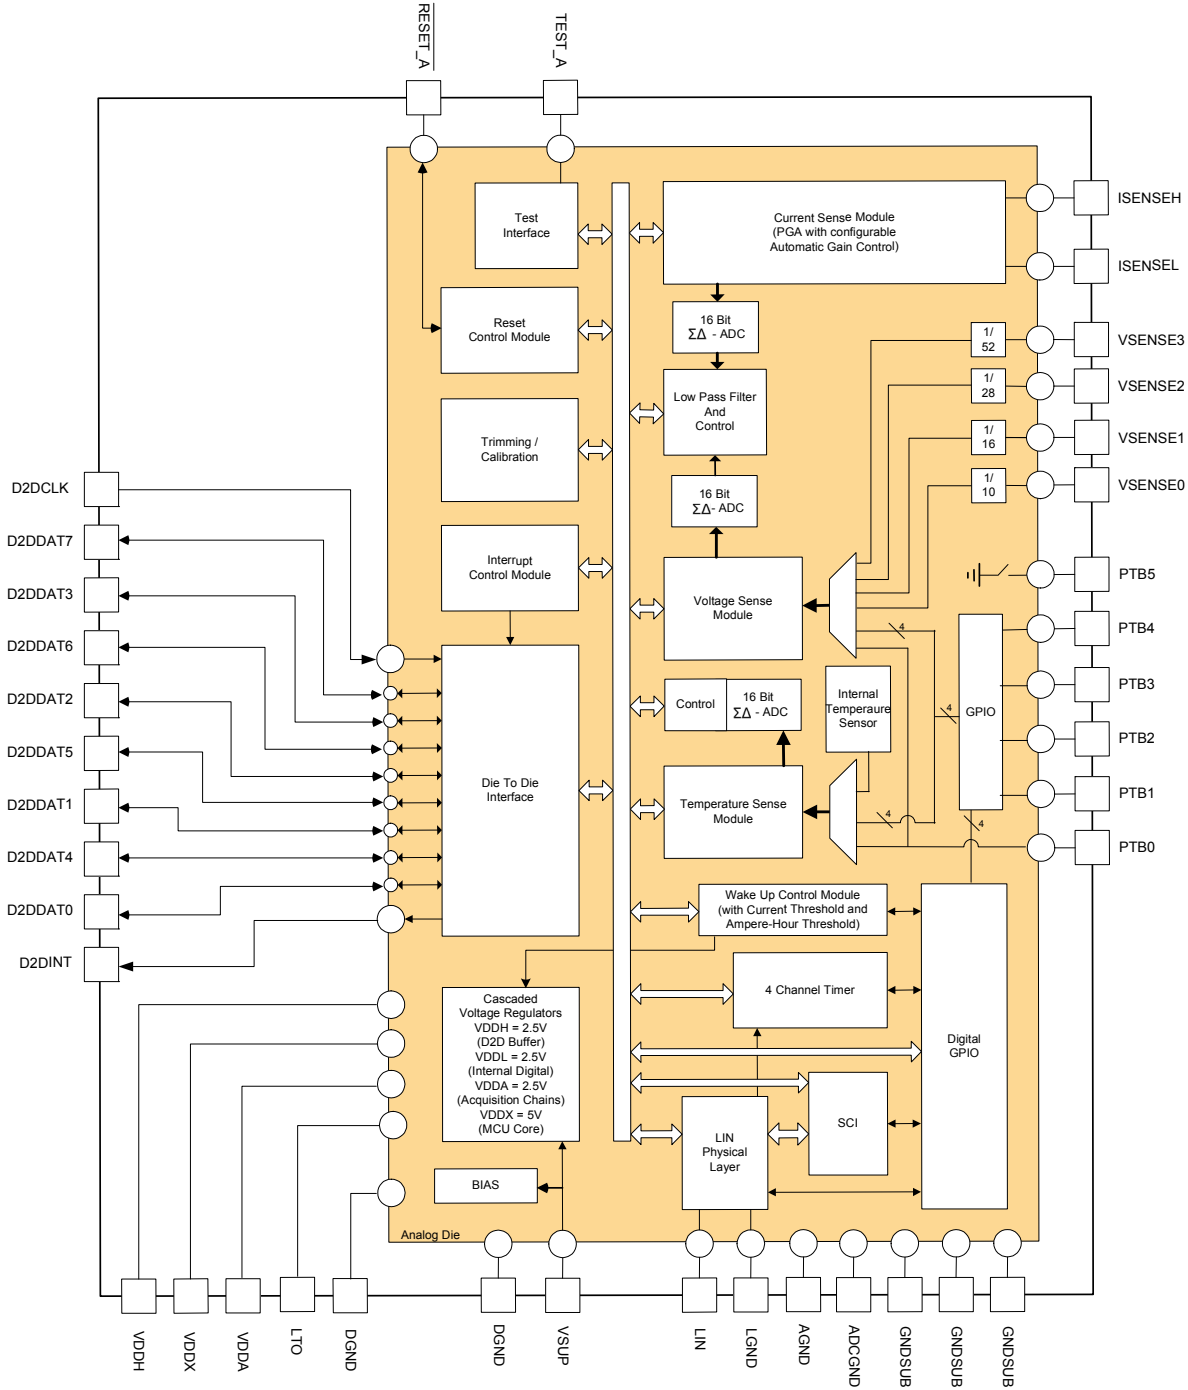 RESET_A
TEST_A
Test
Interface
Current Sense Module
(PGA with configurable
Automatic Gain Control)
ISENSEH
ISENSEL
Reset
Control Module
16 Bit
ΣΔ - ADC
1/
52
VSENSE3
1/
28
VSENSE2
1/
16
VSENSE1
1/
10
VSENSE0
Low Pass Filter
And
Control
Trimming /
Calibration
16 Bit
ΣΔ- ADC
D2DCLK
D2DDAT7
D2DDAT3
D2DDAT6
D2DDAT2
D2DDAT5
D2DDAT1
D2DDAT4
D2DDAT0
D2DINT
Interrupt
Control Module
Voltage Sense
Module
PTB5
PTB4
PTB3
PTB2
PTB1
PTB0
4
4
4
4
GPIO
Control
16 Bit
ΣΔ - ADC
Internal
Temperaure
Sensor
Die To Die
Interface
Temperature Sense
Module
Wake Up Control Module
(with Current Threshold and
Ampere-Hour Threshold)
Cascaded
Voltage Regulators
VDDH = 2.5V
(D2D Buffer)
VDDL = 2.5V
(Internal Digital)
VDDA = 2.5V
(Acquisition Chains)
VDDX = 5V
(MCU Core)
4 Channel Timer
Digital
GPIO
SCI
LIN
Physical
Layer
BIAS
Analog Die
VDDH
VDDX
VDDA
LTO
DGND
DGND
VSUP
LIN
LGND
AGND
ADCGND
GNDSUB
GNDSUB
GNDSUB